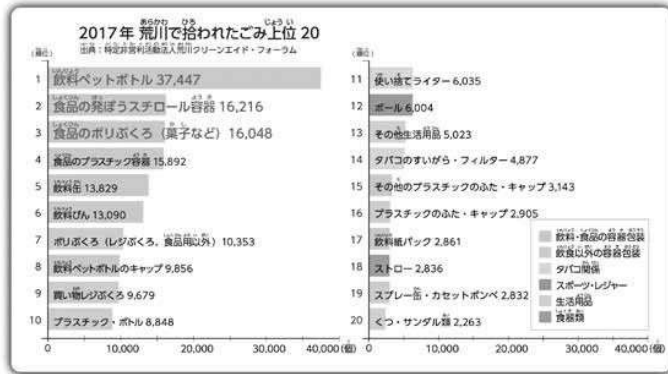 2017年 荒川で拾われたごみ上位 20
出典：特定非営利活動法人荒川クリーンエイド・フォーラム
(順位)
1 飲料ペットボトル 37,447
2 食品の発ぽうスチロール容器 16,216
3 食品のポリぶくろ（菓子など）16,048
4 食品のプラスチック容器 15,892
5 飲料缶 13,829
6 飲料びん 13,090
7 ポリぶくろ（レジぶくろ，食品用以外）10,353
8 飲料ペットボトルのキャップ 9,856
9 買い物レジぶくろ 9,679
10 プラスチック・ボトル 8,848
0 10,000 20,000 30,000 40,000 (個)
(順位)
11 使い捨てライター 6,035
12 ボール 6,004
13 その他生活用品 5,023
14 タバコのすいがら・フィルター 4,877
15 その他のプラスチックのふた・キャップ 3,143
16 プラスチックのふた・キャップ 2,905
17 飲料紙パック 2,861
18 ストロー 2,836
19 スプレー缶・カセットボンベ 2,832
20 くつ・サンダル類 2,263
0 10,000 20,000 30,000 40,000 (個)
飲料・食品の容器包装
飲食以外の容器包装
タバコ関係
スポーツ・レジャー
生活用品
食器類